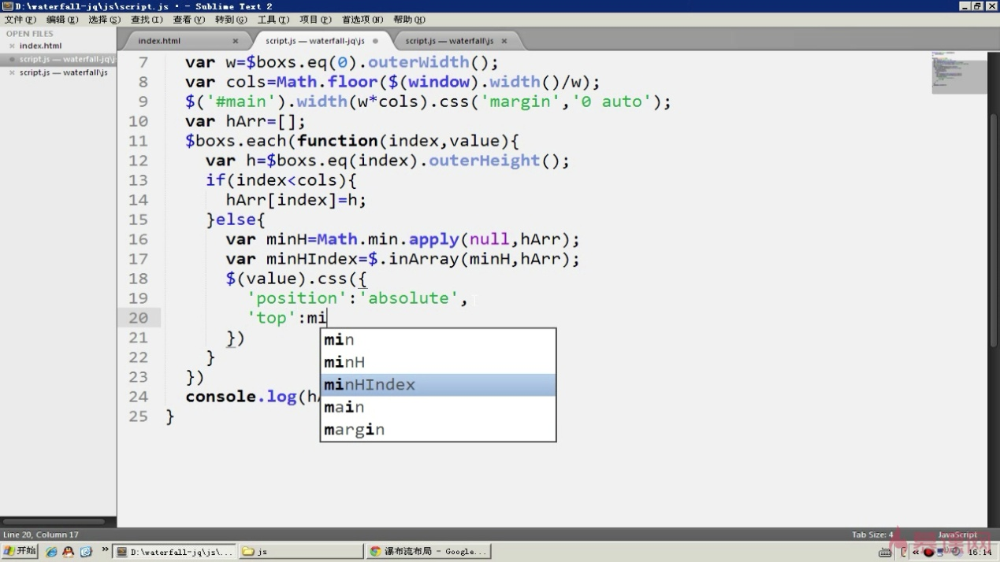 D:\waterfall-jq\js\script.js • - Sublime Text 2
文件(F) 编辑(E) 选择(S) 查找(I) 查看(V) 转到(G) 工具(T) 项目(P) 首选项(N) 帮助(H)
OPEN FILES
index.html
script.js — waterfall-jq\js
script.js — waterfall\js
index.html
script.js — waterfall-jq\js
script.js — waterfall\js
7 var w=$boxs.eq(0).outerWidth();
8 var cols=Math.floor($(window).width()/w);
9 $('#main').width(w*cols).css('margin','0 auto');
10 var hArr=[];
11 $boxs.each(function(index,value){
12 var h=$boxs.eq(index).outerHeight();
13 if(index<cols){
14 hArr[index]=h;
15 }else{
16 var minH=Math.min.apply(null,hArr);
17 var minHIndex=$.inArray(minH,hArr);
18 $(value).css({
19 'position':'absolute',
20 'top':mi
21 })
22 }
23 })
24 console.log(h
25 }
min
minH
minHIndex
main
margin
Line 20, Column 17
Tab Size: 4
JavaScript
开始
D:\waterfall-jq\js\...
js
瀑布流布局 - Google...
16:14
慕课网